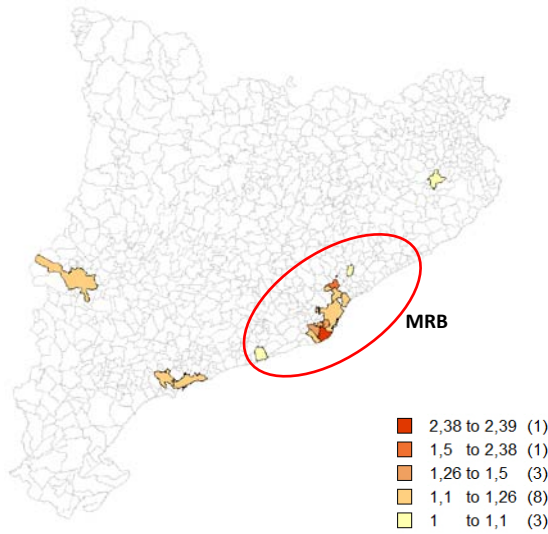 MRB
2,38 to 2,39 (1)
1,5 to 2,38 (1)
1,26 to 1,5 (3)
1,1 to 1,26 (8)
1 to 1,1 (3)